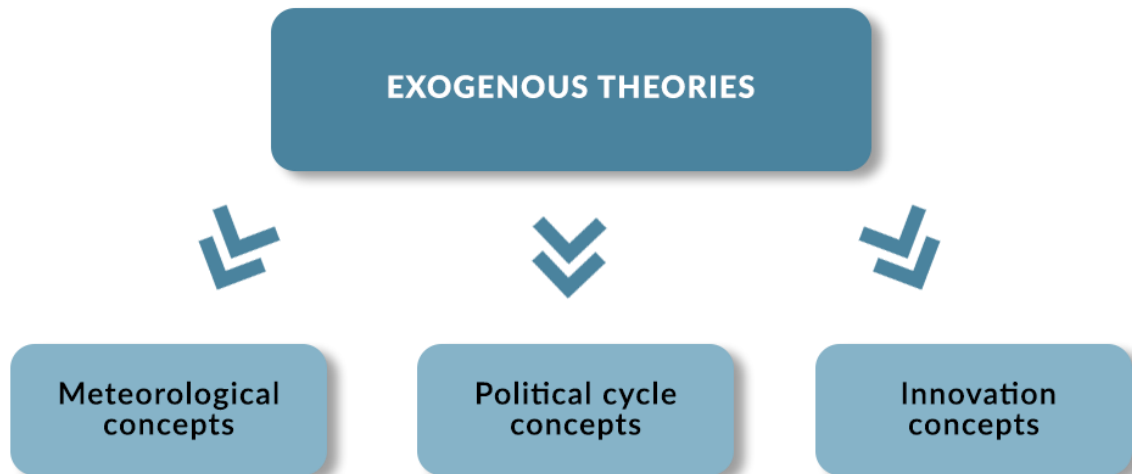 EXOGENOUS THEORIES
Meteorological
concepts
Political cycle
concepts
Innovation
concepts